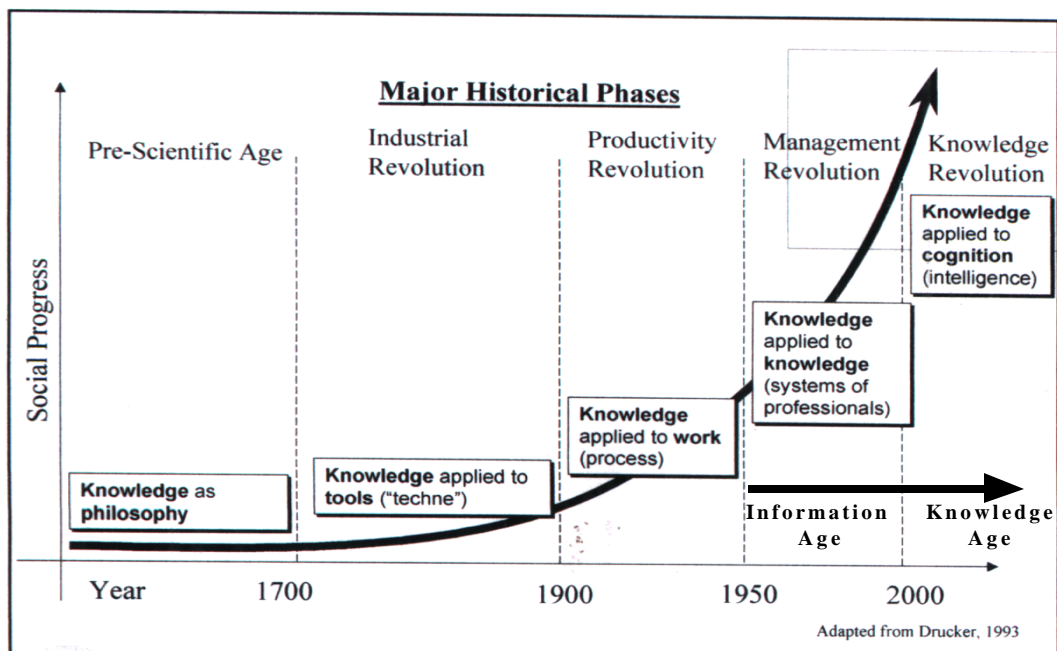 Major Historical Phases
Pre-Scientific Age
Industrial
Revolution
Productivity
Revolution
Management
Revolution
Knowledge
Revolution
Knowledge
applied to
cognition
(intelligence)
Knowledge
applied to
knowledge
(systems of
professionals)
Knowledge
applied to work
(process)
Knowledge applied to
tools ("techne")
Knowledge as
philosophy
Social Progress
Information
Age
Knowledge
Age
Year
1700
1900
1950
2000
Adapted from Drucker, 1993